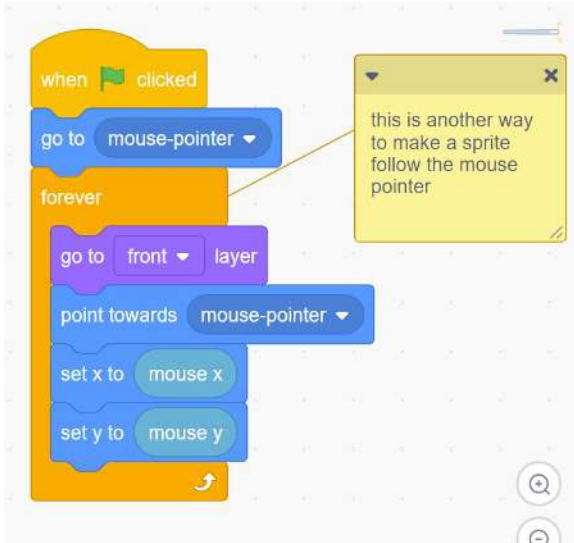 when clicked
go to mouse-pointer
forever
go to front layer
point towards mouse-pointer
set x to mouse x
set y to mouse y
this is another way
to make a sprite
follow the mouse
pointer